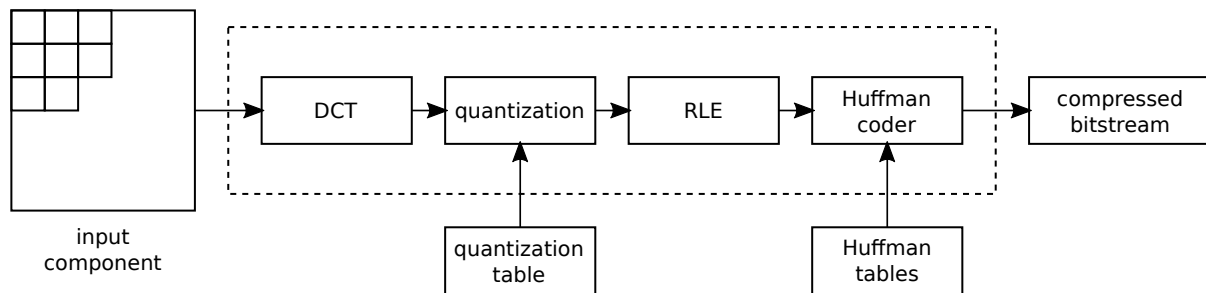 DCT
quantization
RLE
Huffman
coder
compressed
bitstream
input
component
quantization
table
Huffman
tables